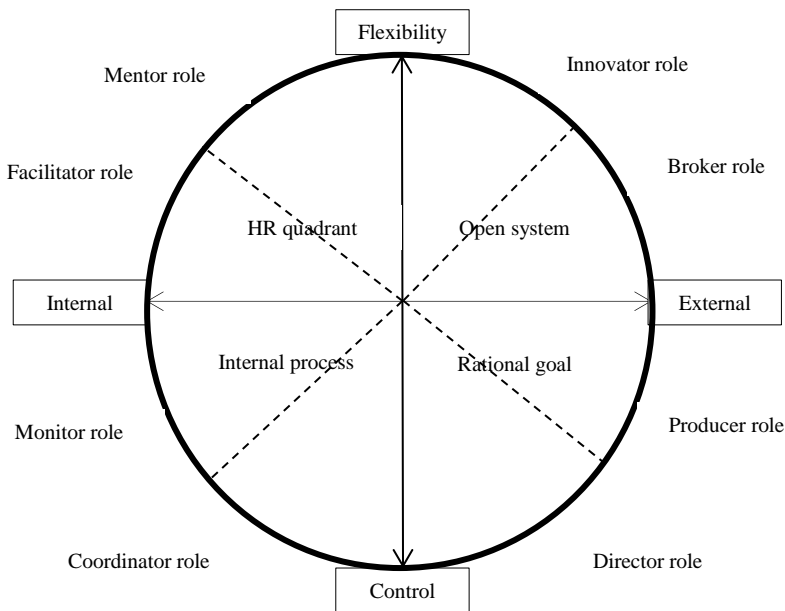 Flexibility
Mentor role
Innovator role
Facilitator role
Broker role
HR quadrant
Open system
Internal
External
Internal process
Rational goal
Monitor role
Producer role
Coordinator role
Director role
Control